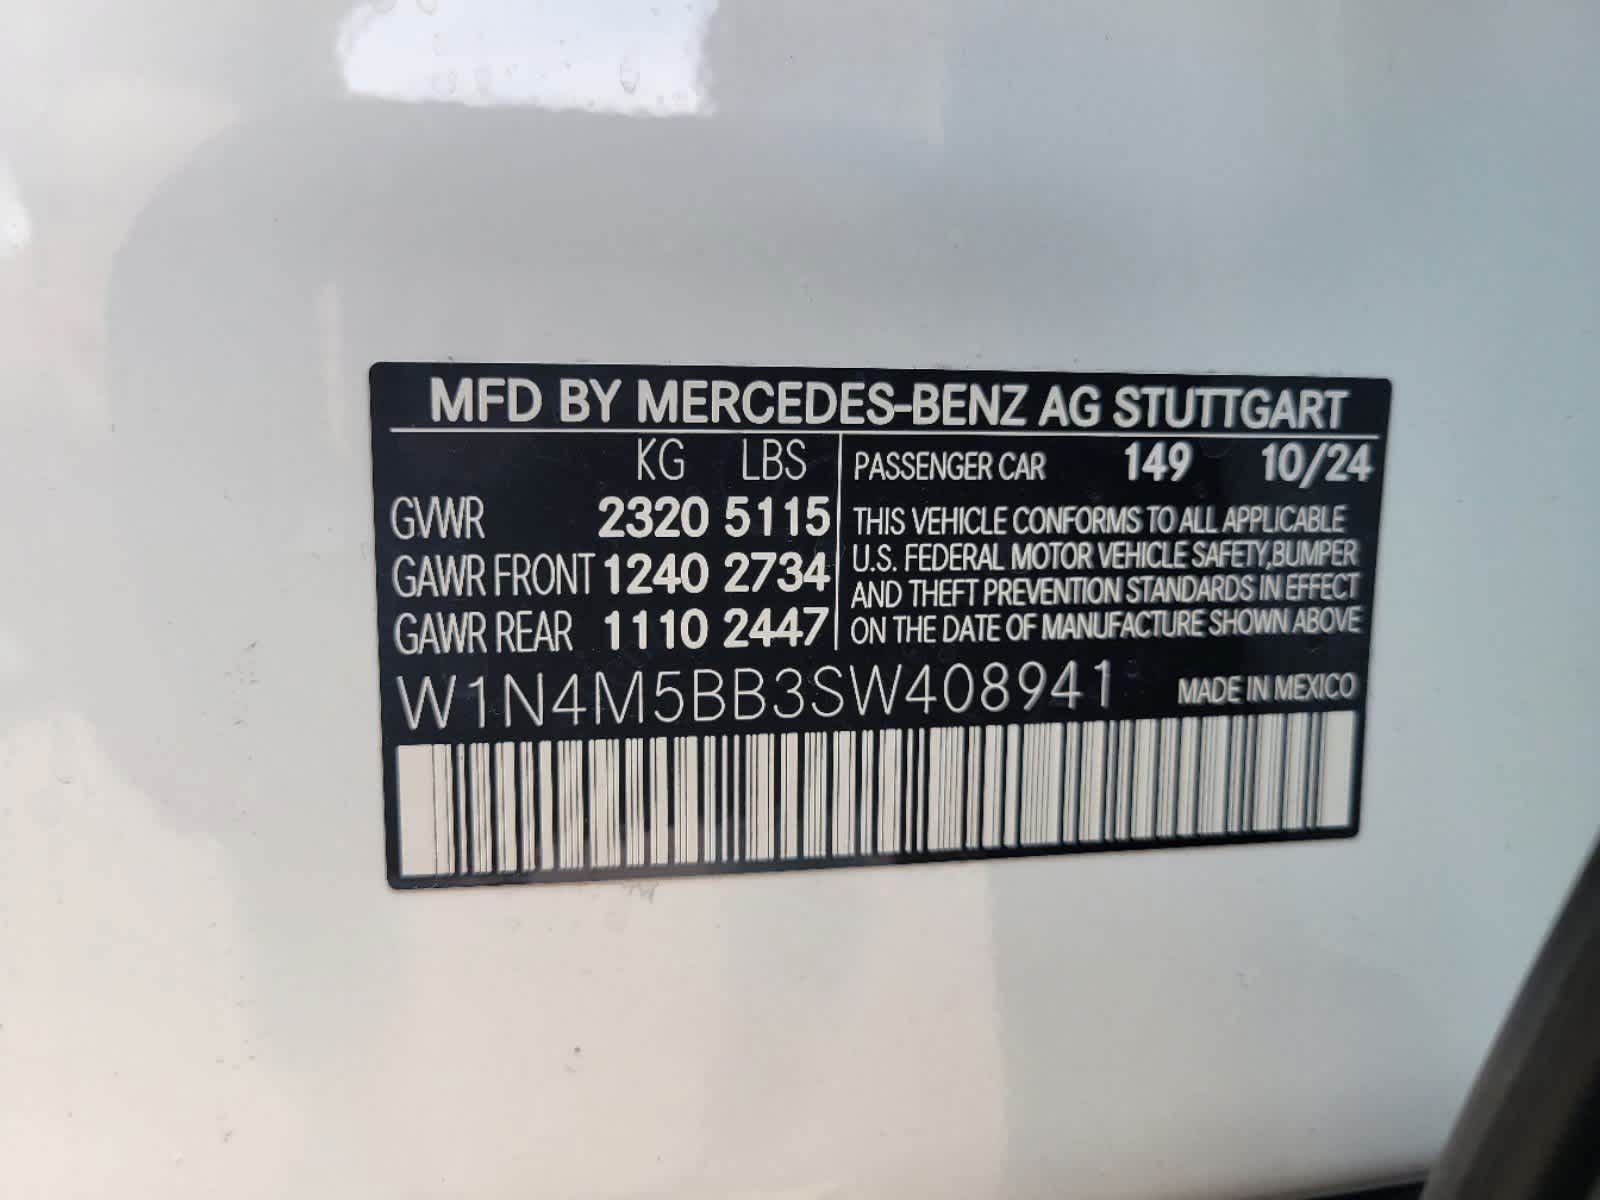 MFD BY MERCEDES-BENZ AG STUTTGART
KG LBS
GVWR 2320 5115
GAWR FRONT 1240 2734
GAWR REAR 1110 2447
PASSENGER CAR 149 10/24
THIS VEHICLE CONFORMS TO ALL APPLICABLE
U.S. FEDERAL MOTOR VEHICLE SAFETY,BUMPER
AND THEFT PREVENTION STANDARDS IN EFFECT
ON THE DATE OF MANUFACTURE SHOWN ABOVE
W1N4M5BB3SW408941 MADE IN MEXICO